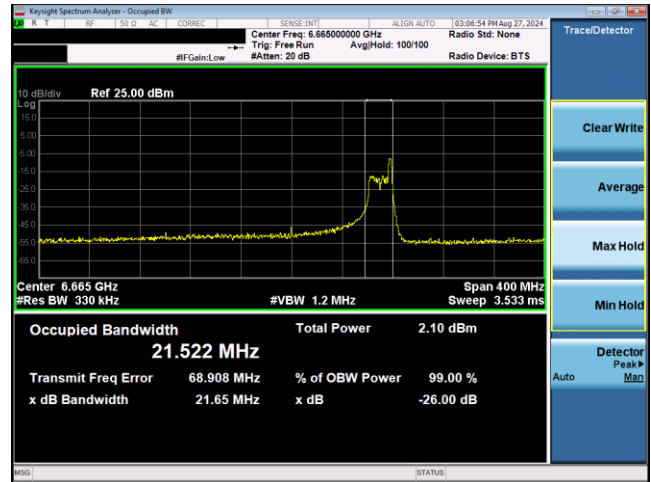 Keysight Spectrum Analyzer - Occupied BW
LXI R T RF 50 Ω AC CORREC SENSE:INT ALIGN AUTO 03:06:54 PM Aug 27, 2024
Center Freq: 6.665000000 GHz Radio Std: None
Trig: Free Run Avg|Hold: 100/100
#IFGain:Low #Atten: 20 dB Radio Device: BTS
Trace/Detector
10 dB/div Ref 25.00 dBm
Log
15.0
5.00
-5.00
-15.0
-25.0
-35.0
-45.0
-55.0
-65.0
Center 6.665 GHz Span 400 MHz
#Res BW 330 kHz #VBW 1.2 MHz Sweep 3.533 ms
Occupied Bandwidth Total Power 2.10 dBm
21.522 MHz
Transmit Freq Error 68.908 MHz % of OBW Power 99.00 %
x dB Bandwidth 21.65 MHz x dB -26.00 dB
Clear Write
Average
Max Hold
Min Hold
Detector
Peak▶
Auto Man
MSG STATUS